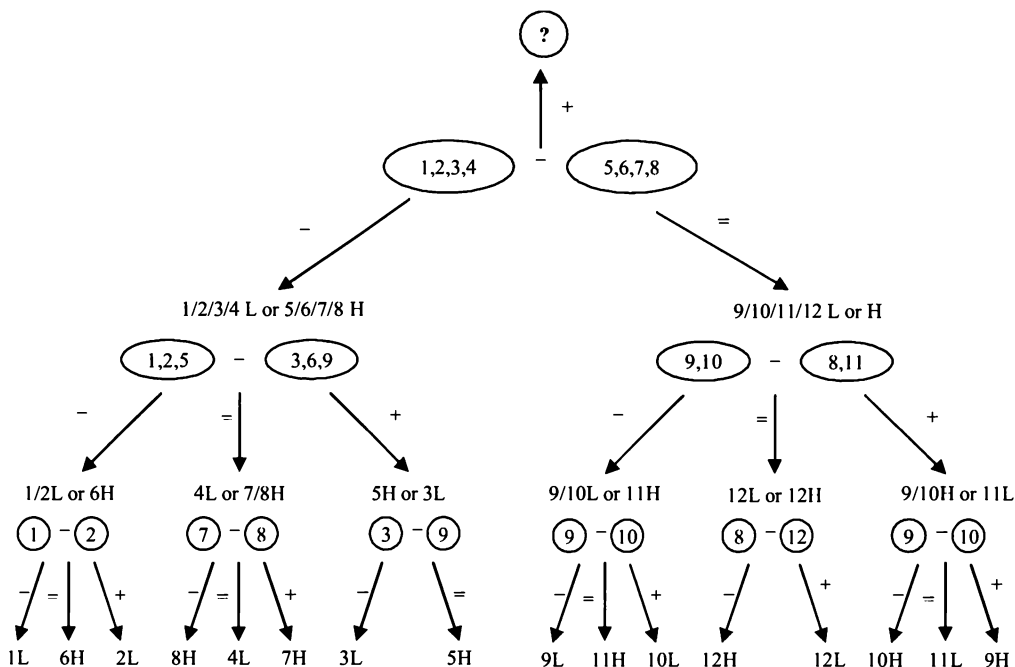 ?
+
1,2,3,4 – 5,6,7,8
– =
1/2/3/4 L or 5/6/7/8 H 9/10/11/12 L or H
1,2,5 – 3,6,9 9,10 – 8,11
– = + – = +
1/2L or 6H 4L or 7/8H 5H or 3L 9/10L or 11H 12L or 12H 9/10H or 11L
1 – 2 7 – 8 3 – 9 9 – 10 8 – 12 9 – 10
– = + – = + – = – = + – + – = +
1L 6H 2L 8H 4L 7H 3L 5H 9L 11H 10L 12H 12L 10H 11L 9H